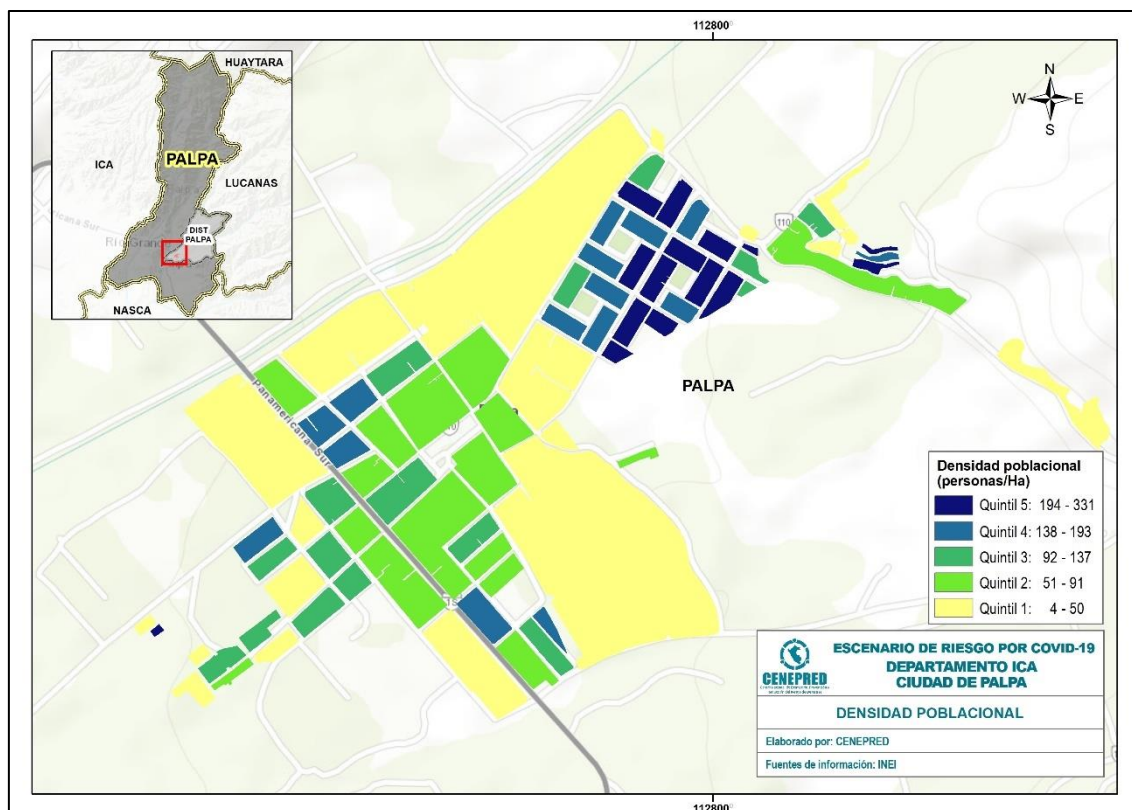 112800°
HUAYTARA
ICA
PALPA
LUCANAS
DIST
PALPA
NASCA
N
W
E
S
110
Panamericana Sur
PALPA
Densidad poblacional
(personas/Ha)
Quintil 5: 194 - 331
Quintil 4: 138 - 193
Quintil 3: 92 - 137
Quintil 2: 51 - 91
Quintil 1: 4 - 50
CENEPRED
ESCENARIO DE RIESGO POR COVID-19
DEPARTAMENTO ICA
CIUDAD DE PALPA
DENSIDAD POBLACIONAL
Elaborado por: CENEPRED
Fuentes de información: INEI
112800°